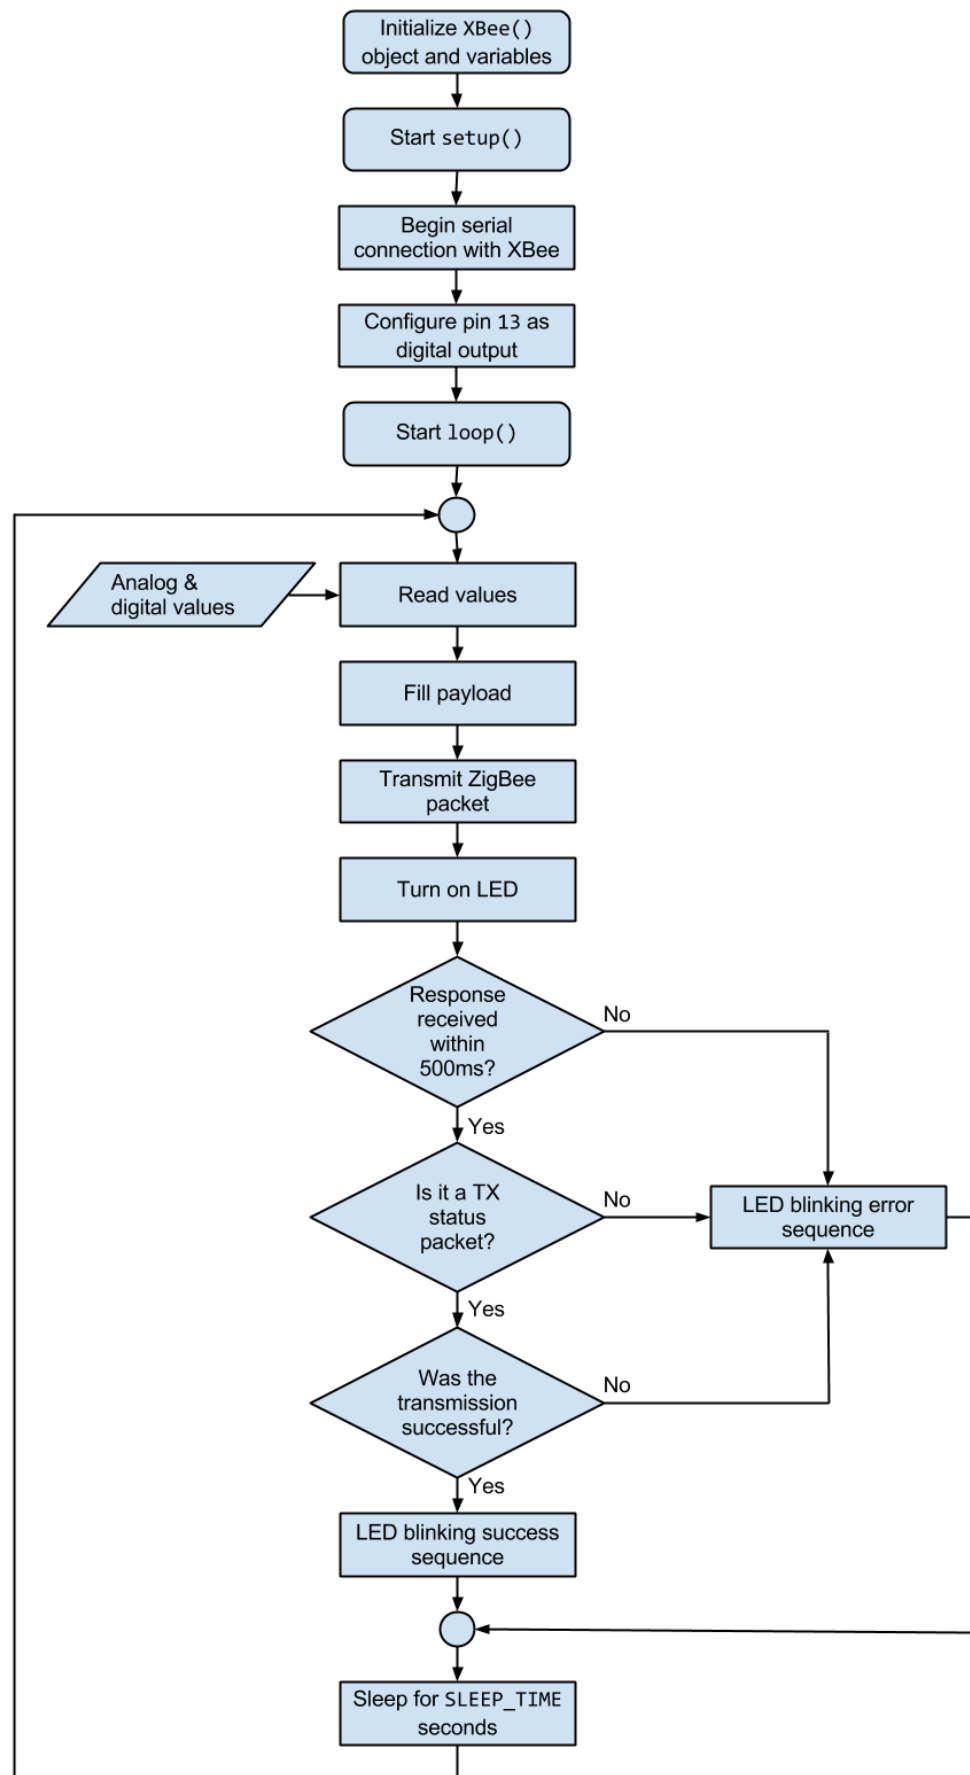 Initialize XBee()
object and variables
Start setup()
Begin serial
connection with XBee
Configure pin 13 as
digital output
Start loop()
Analog &
digital values
Read values
Fill payload
Transmit ZigBee
packet
Turn on LED
Response
received
within
500ms?
No
Yes
Is it a TX
status
packet?
No
LED blinking error
sequence
Yes
Was the
transmission
successful?
No
Yes
LED blinking success
sequence
Sleep for SLEEP_TIME
seconds